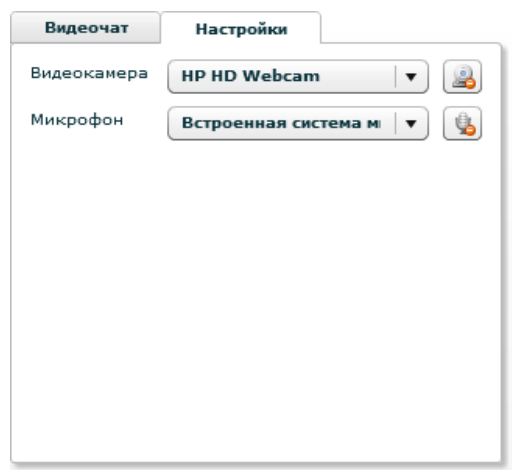 Видеочат
Настройки
Видеокамера
HP HD Webcam
Микрофон
Встроенная система м